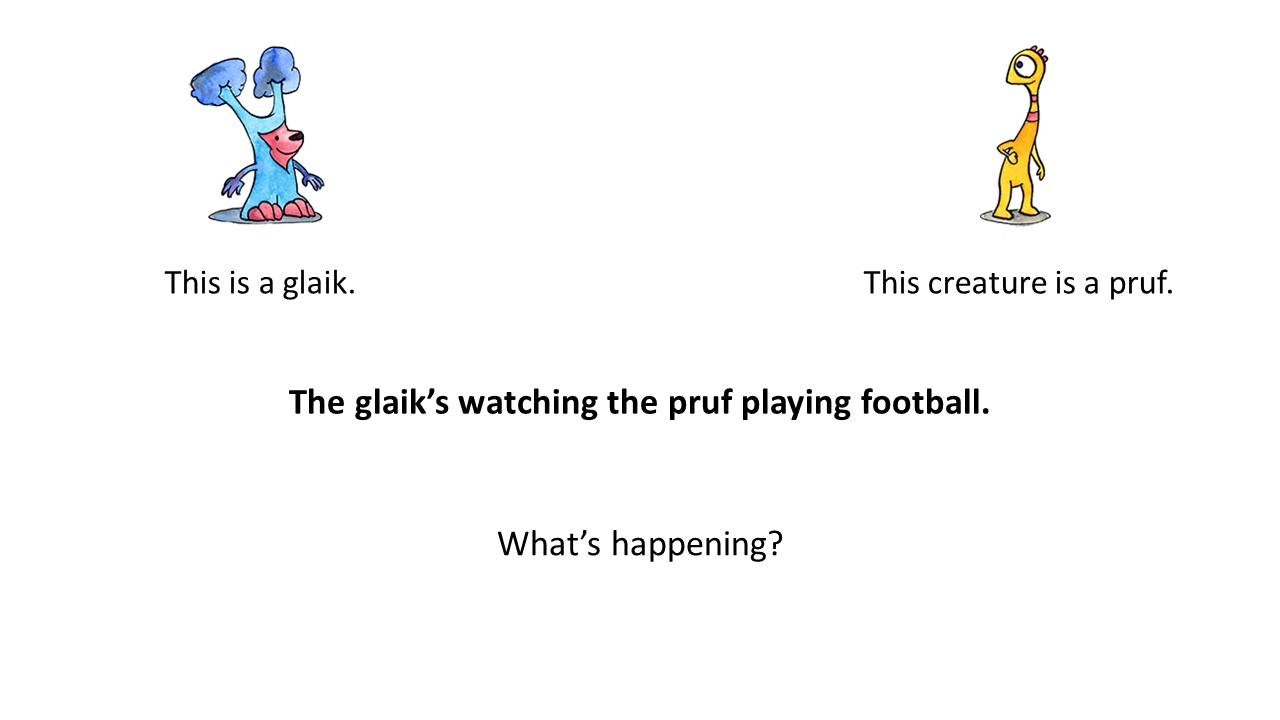 This is a glaik.
This creature is a pruf.
The glaik’s watching the pruf playing football.
What’s happening?